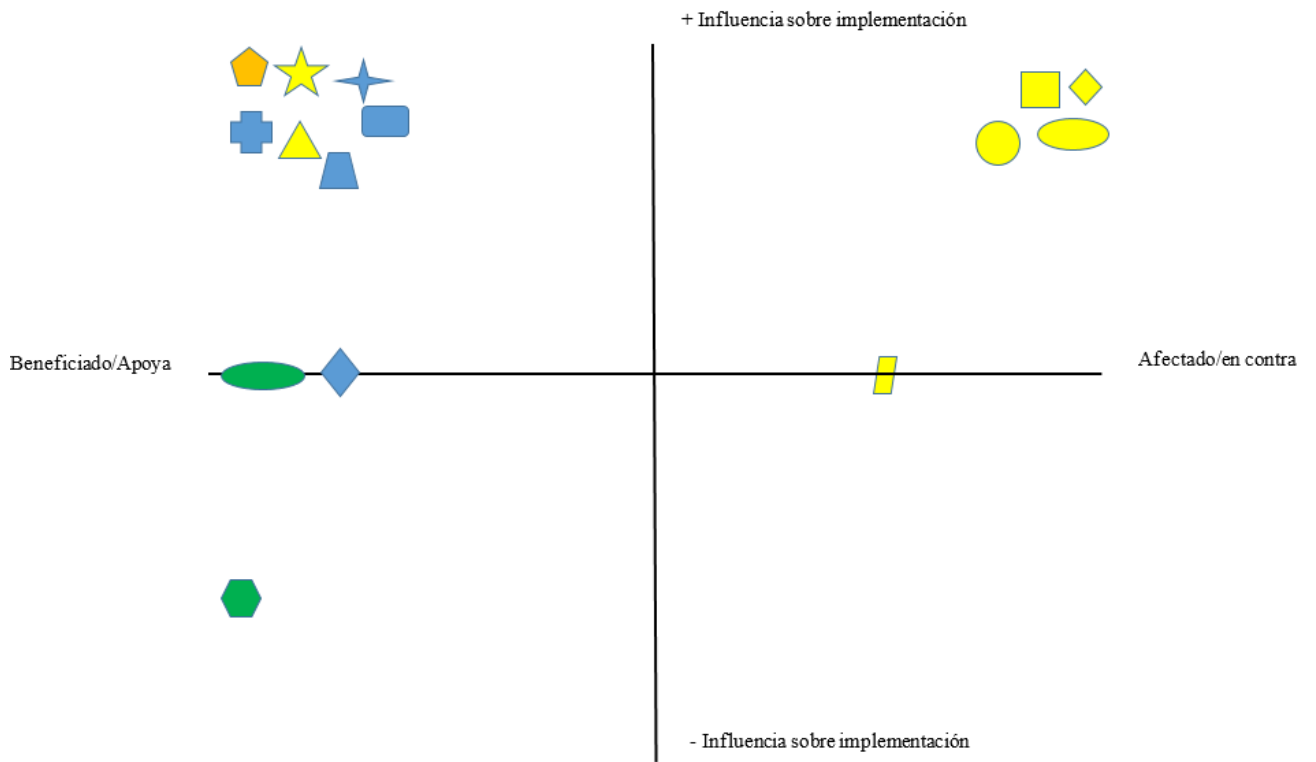 + Influencia sobre implementación
Beneficiado/Apoya
Afectado/en contra
- Influencia sobre implementación